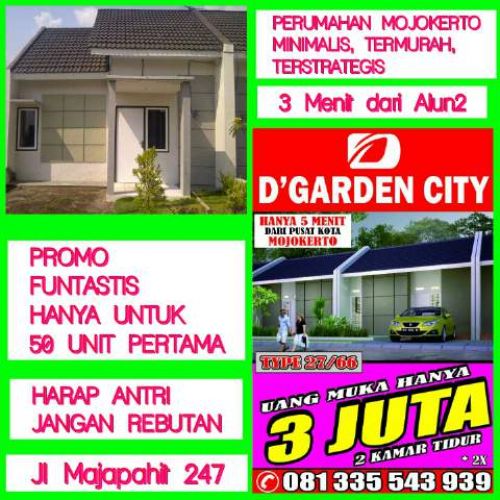 PERUMAHAN MOJOKERTO
MINIMALIS, TERMURAH,
TERSTRATEGIS
3 Menit dari Alun2
D'GARDEN CITY
HANYA 5 MENIT
DARI PUSAT KOTA
MOJOKERTO
TYPE 27/66
UANG MUKA HANYA
3 JUTA
2 KAMAR TIDUR
* 2X
081 335 543 939
PROMO
FUNTASTIS
HANYA UNTUK
50 UNIT PERTAMA
HARAP ANTRI
JANGAN REBUTAN
Jl Majapahit 247